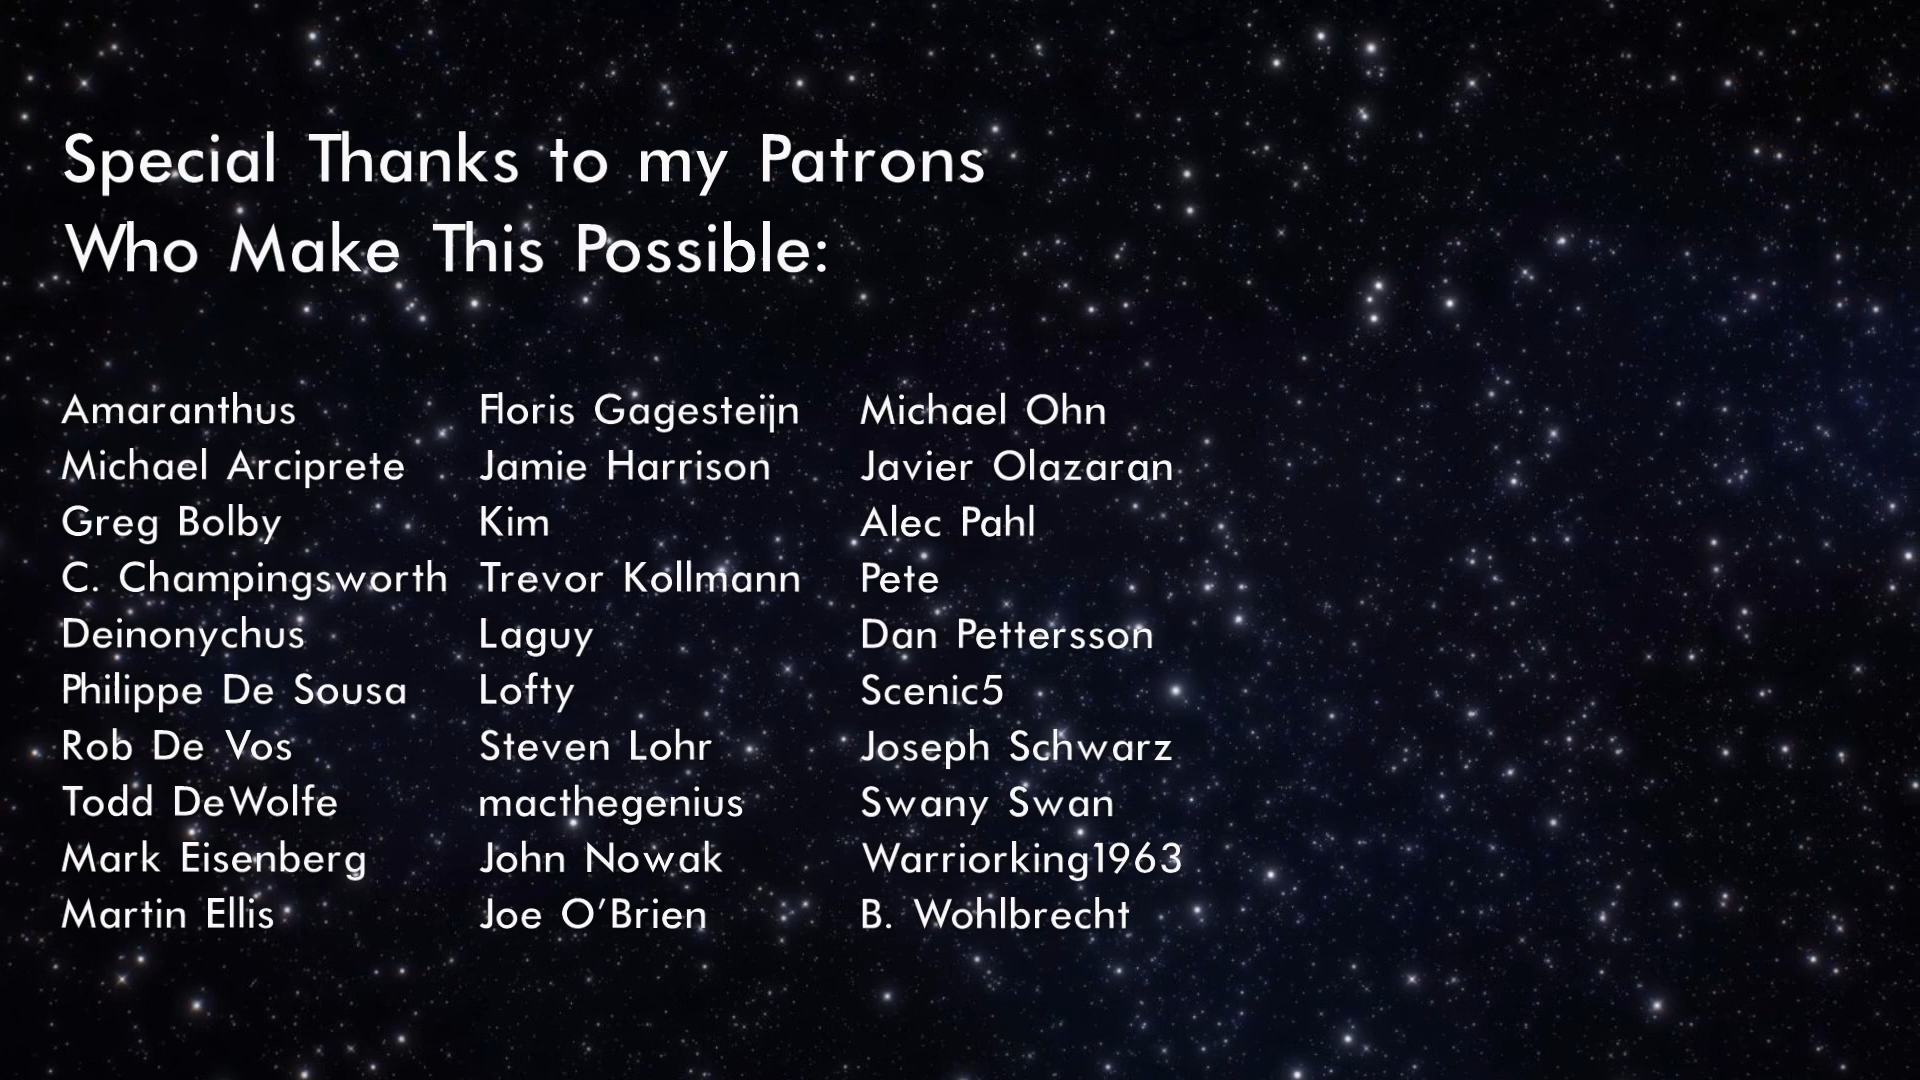 Special Thanks to my Patrons
Who Make This Possible:
Amaranthus
Michael Arciprete
Greg Bolby
C. Champingsworth
Deinonychus
Philippe De Sousa
Rob De Vos
Todd DeWolfe
Mark Eisenberg
Martin Ellis
Floris Gagesteijn
Jamie Harrison
Kim
Trevor Kollmann
Laguy
Lofty
Steven Lohr
macthegenius
John Nowak
Joe O’Brien
Michael Ohn
Javier Olazaran
Alec Pahl
Pete
Dan Pettersson
Scenic5
Joseph Schwarz
Swany Swan
Warriorking1963
B. Wohlbrecht